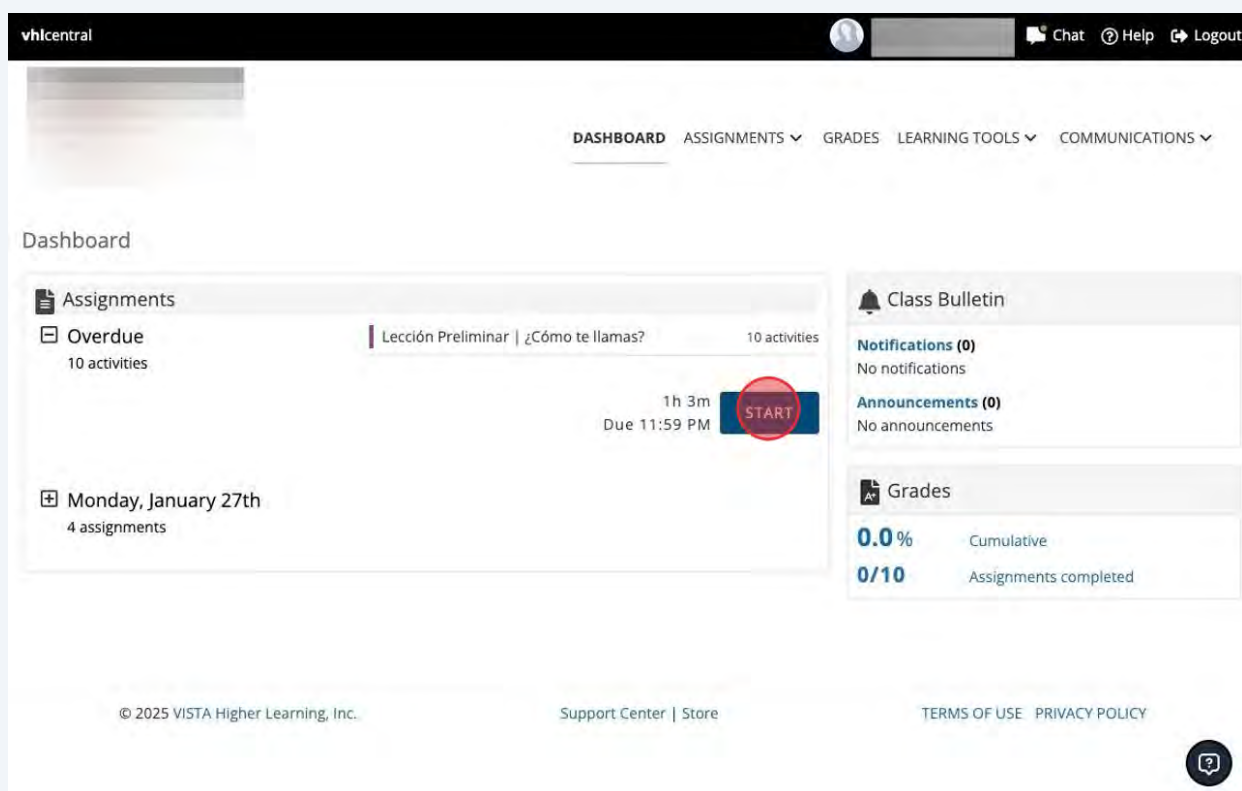 vhlcentral
Chat Help Logout
DASHBOARD ASSIGNMENTS GRADES LEARNING TOOLS COMMUNICATIONS
Dashboard
Assignments
Overdue
10 activities
Lección Preliminar | ¿Cómo te llamas? 10 activities
1h 3m
Due 11:59 PM
START
Monday, January 27th
4 assignments
Class Bulletin
Notifications (0)
No notifications
Announcements (0)
No announcements
A+ Grades
0.0% Cumulative
0/10 Assignments completed
© 2025 VISTA Higher Learning, Inc. Support Center | Store TERMS OF USE PRIVACY POLICY